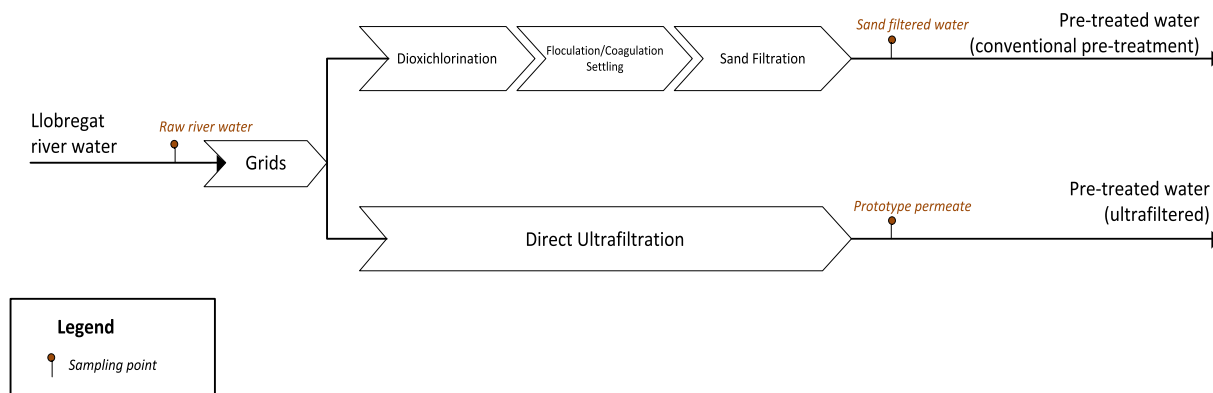 Llobregat
river water
Raw river water
Grids
Dioxichlorination
Floculation/Coagulation
Settling
Sand Filtration
Sand filtered water
Pre-treated water
(conventional pre-treatment)
Direct Ultrafiltration
Prototype permeate
Pre-treated water
(ultrafiltered)
Legend
Sampling point